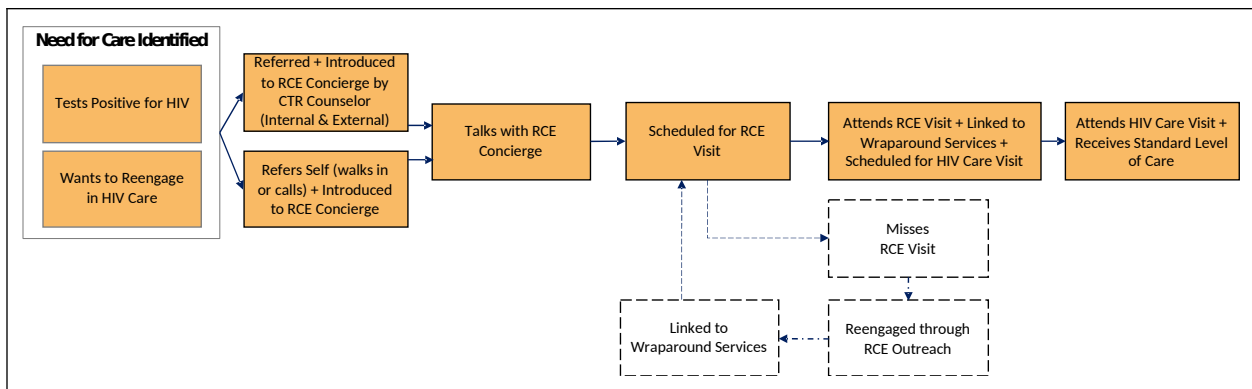 Need for Care Identified
Tests Positive for HIV
Wants to Reengage
in HIV Care
Referred + Introduced
to RCE Concierge by
CTR Counselor
(Internal & External)
Refers Self (walks in
or calls) + Introduced
to RCE Concierge
Talks with RCE
Concierge
Scheduled for RCE
Visit
Attends RCE Visit + Linked to
Wraparound Services +
Scheduled for HIV Care Visit
Attends HIV Care Visit +
Receives Standard Level
of Care
Misses
RCE Visit
Reengaged through
RCE Outreach
Linked to
Wraparound Services